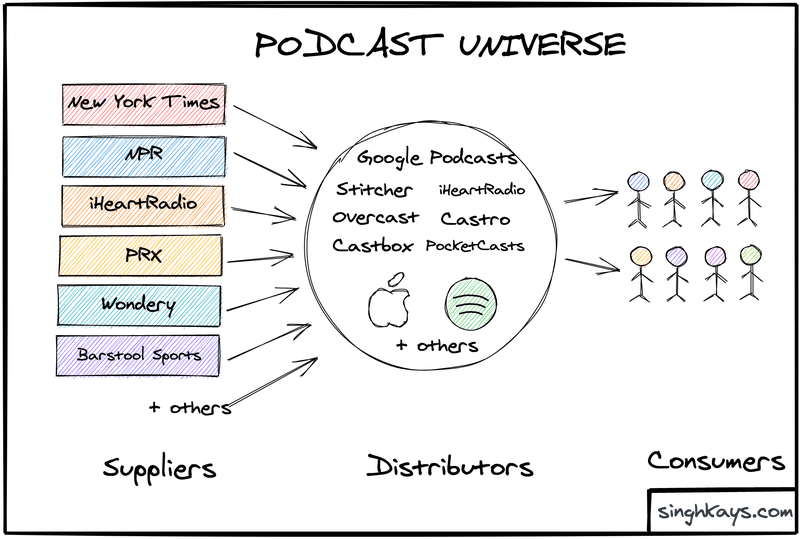 PODCAST UNIVERSE
New York Times
NPR
iHeartRadio
PRX
Wondery
Barstool Sports
+ others
Suppliers
Google Podcasts
Stitcher iHeartRadio
Overcast Castro
Castbox PocketCasts
+ others
Distributors
Consumers
singhkays.com